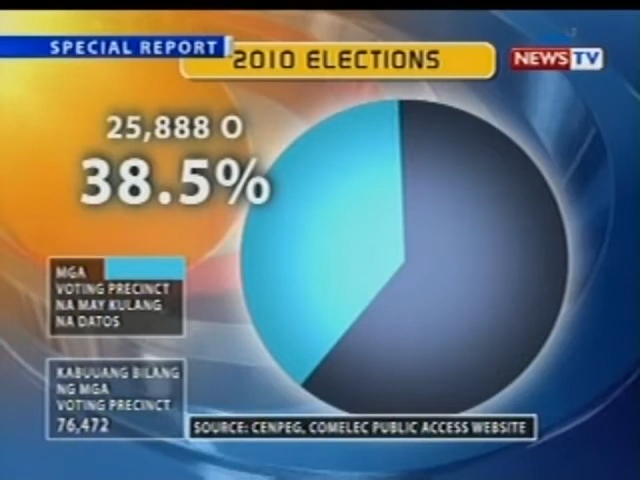 SPECIAL REPORT
2010 ELECTIONS
NEWS TV
25,888 O
38.5%
MGA
VOTING PRECINCT
NA MAY KULANG
NA DATOS
KABUUANG BILANG
NG MGA
VOTING PRECINCT
76,472
SOURCE: CENPEG, COMELEC PUBLIC ACCESS WEBSITE